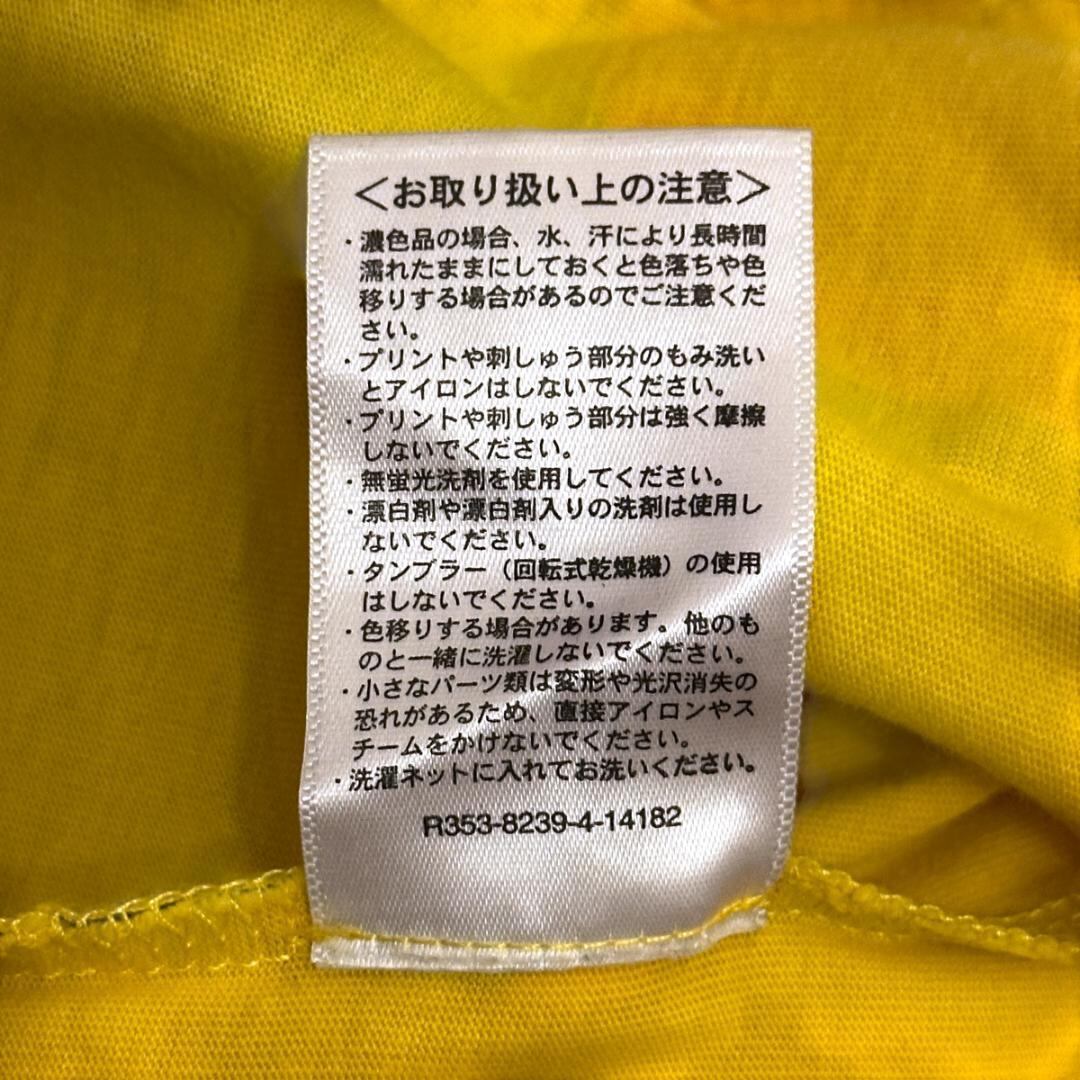 ＜お取り扱い上の注意＞
・濃色品の場合、水、汗により長時間
濡れたままにしておくと色落ちや色
移りする場合があるのでご注意くだ
さい。
・プリントや刺しゅう部分のもみ洗い
とアイロンはしないでください。
・プリントや刺しゅう部分は強く摩擦
しないでください。
・無蛍光洗剤を使用してください。
・漂白剤や漂白剤入りの洗剤は使用し
ないでください。
・タンブラー（回転式乾燥機）の使用
はしないでください。
・色移りする場合があります。他のも
のと一緒に洗濯しないでください。
・小さなパーツ類は変形や光沢消失の
恐れがあるため、直接アイロンやス
チームをかけないでください。
・洗濯ネットに入れてお洗いください。
R353-8239-4-14182